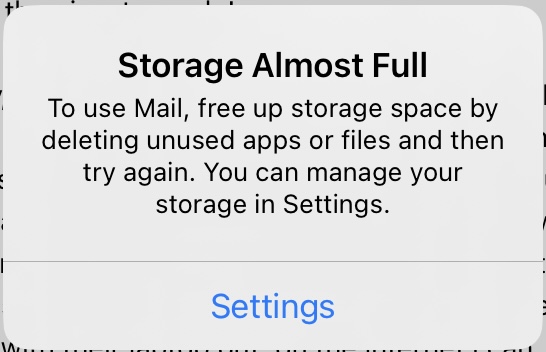 Storage Almost Full
To use Mail, free up storage space by
deleting unused apps or files and then
try again. You can manage your
storage in Settings.
Settings